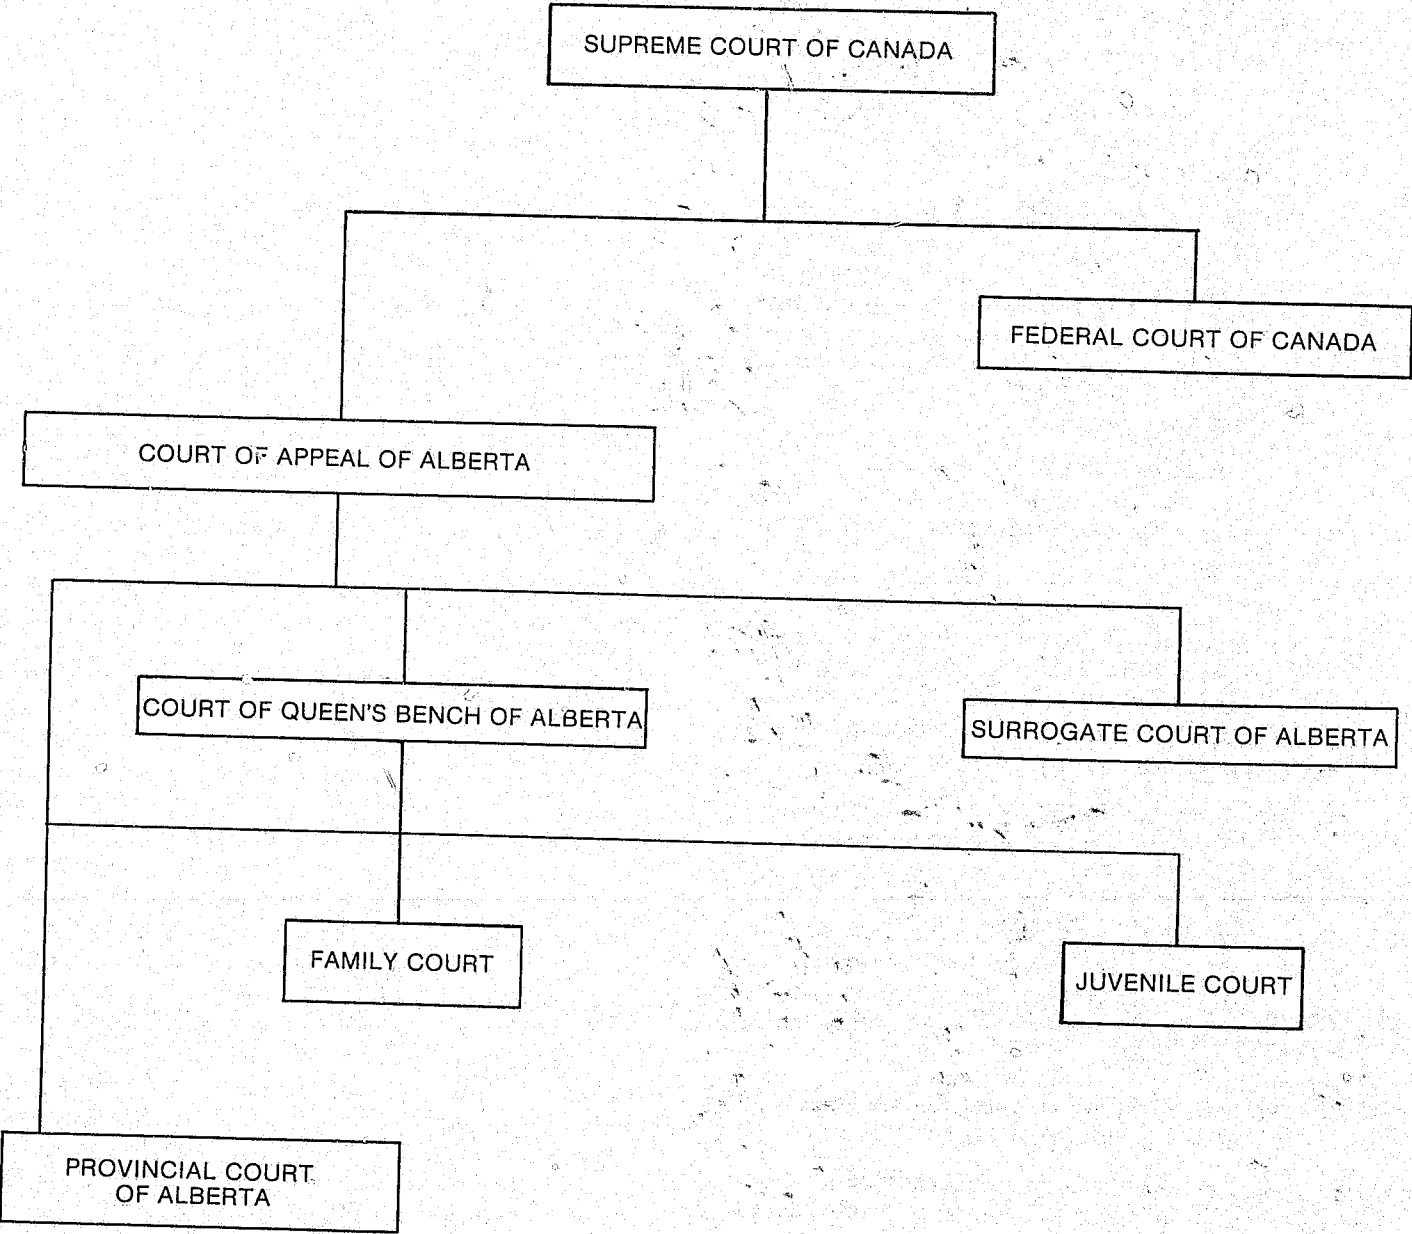 SUPREME COURT OF CANADA
FEDERAL COURT OF CANADA
COURT OF APPEAL OF ALBERTA
COURT OF QUEEN'S BENCH OF ALBERTA
SURROGATE COURT OF ALBERTA
FAMILY COURT
JUVENILE COURT
PROVINCIAL COURT
OF ALBERTA